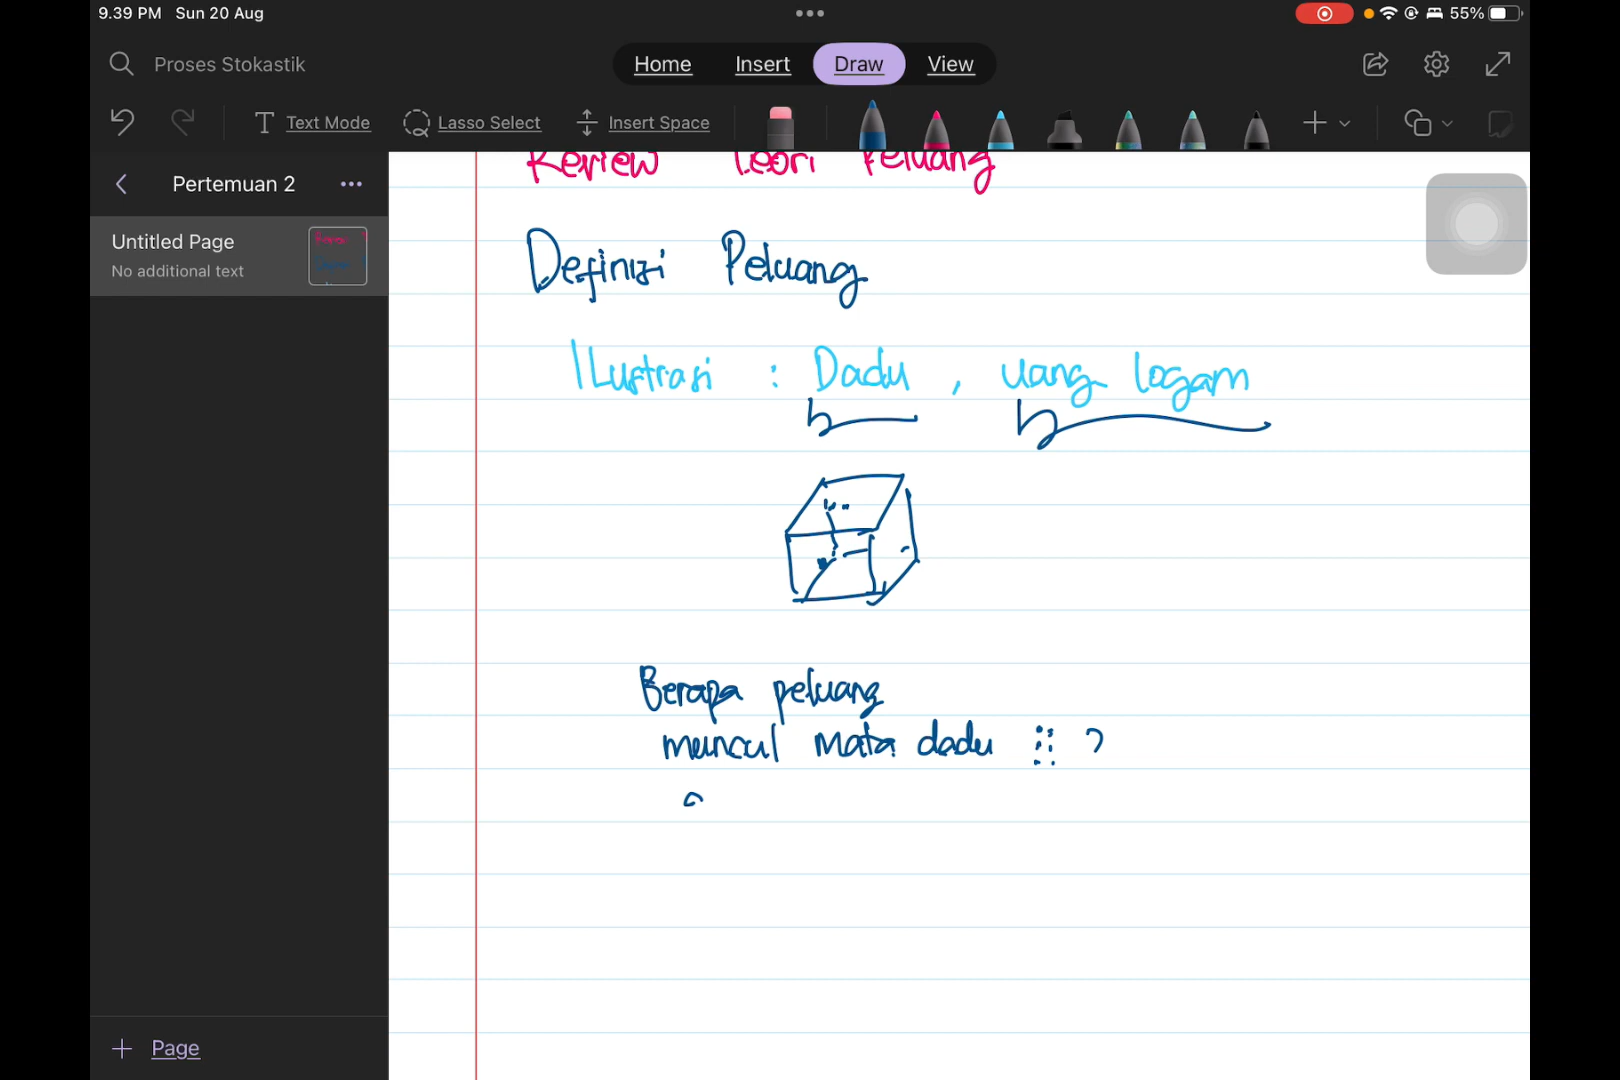 9.39 PM Sun 20 Aug
55%
Proses Stokastik
Home Insert Draw View
Text Mode Lasso Select Insert Space
Pertemuan 2
Untitled Page
No additional text
Review Teori Peluang
Definisi Peluang
Ilustrasi : Dadu , uang logam
Berapa peluang
muncul mata dadu ?
+ Page